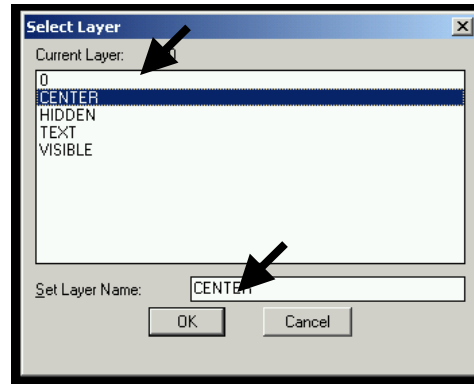 Select Layer
Current Layer:
0
CENTER
HIDDEN
TEXT
VISIBLE
Set Layer Name: CENTER
OK Cancel